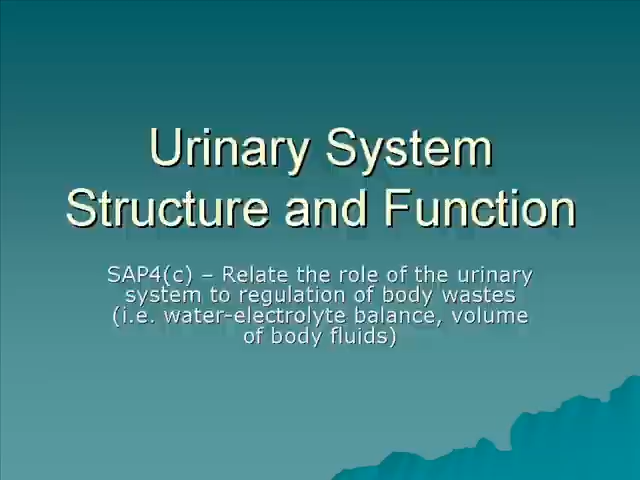 Urinary System
Structure and Function
SAP4(c) – Relate the role of the urinary
system to regulation of body wastes
(i.e. water-electrolyte balance, volume
of body fluids)